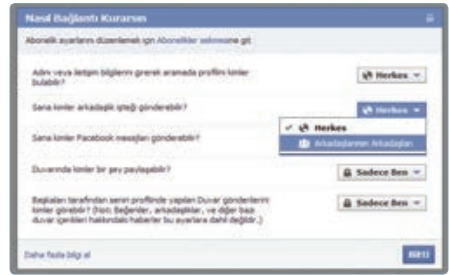 Nasıl Bağlantı Kurarsın
Abonelik ayarlarını düzenlemek için Abonelikler sekmesine git
Adını veya iletişim bilgilerini girerek aramada profilini kimler
bulabilir?
Herkes
Sana kimler arkadaşlık isteği gönderebilir?
Herkes
Herkes
Arkadaşlarının Arkadaşları
Sana kimler Facebook mesajları gönderebilir?
Duvarında kimler bir şey paylaşabilir?
Sadece Ben
Başkaları tarafından senin profilinde yapılan Duvar gönderilerini
kimler görebilir? (Not: Beğeniler, arkadaşlıklar, ve diğer bazı
duvar içerikleri hakkındaki haberler bu ayarlara dahil değildir.)
Sadece Ben
Daha fazla bilgi al
Bitti